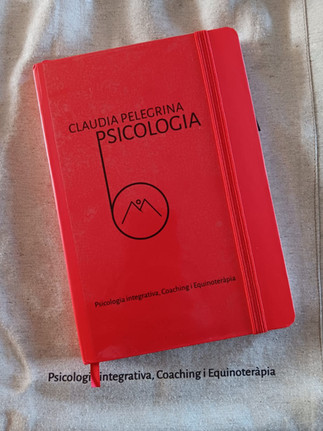 CLAUDIA PELEGRINA
PSICOLOGIA
Psicologia integrativa, Coaching i Equinoteràpia
Psicologi integrativa, Coaching i Equinoteràpia